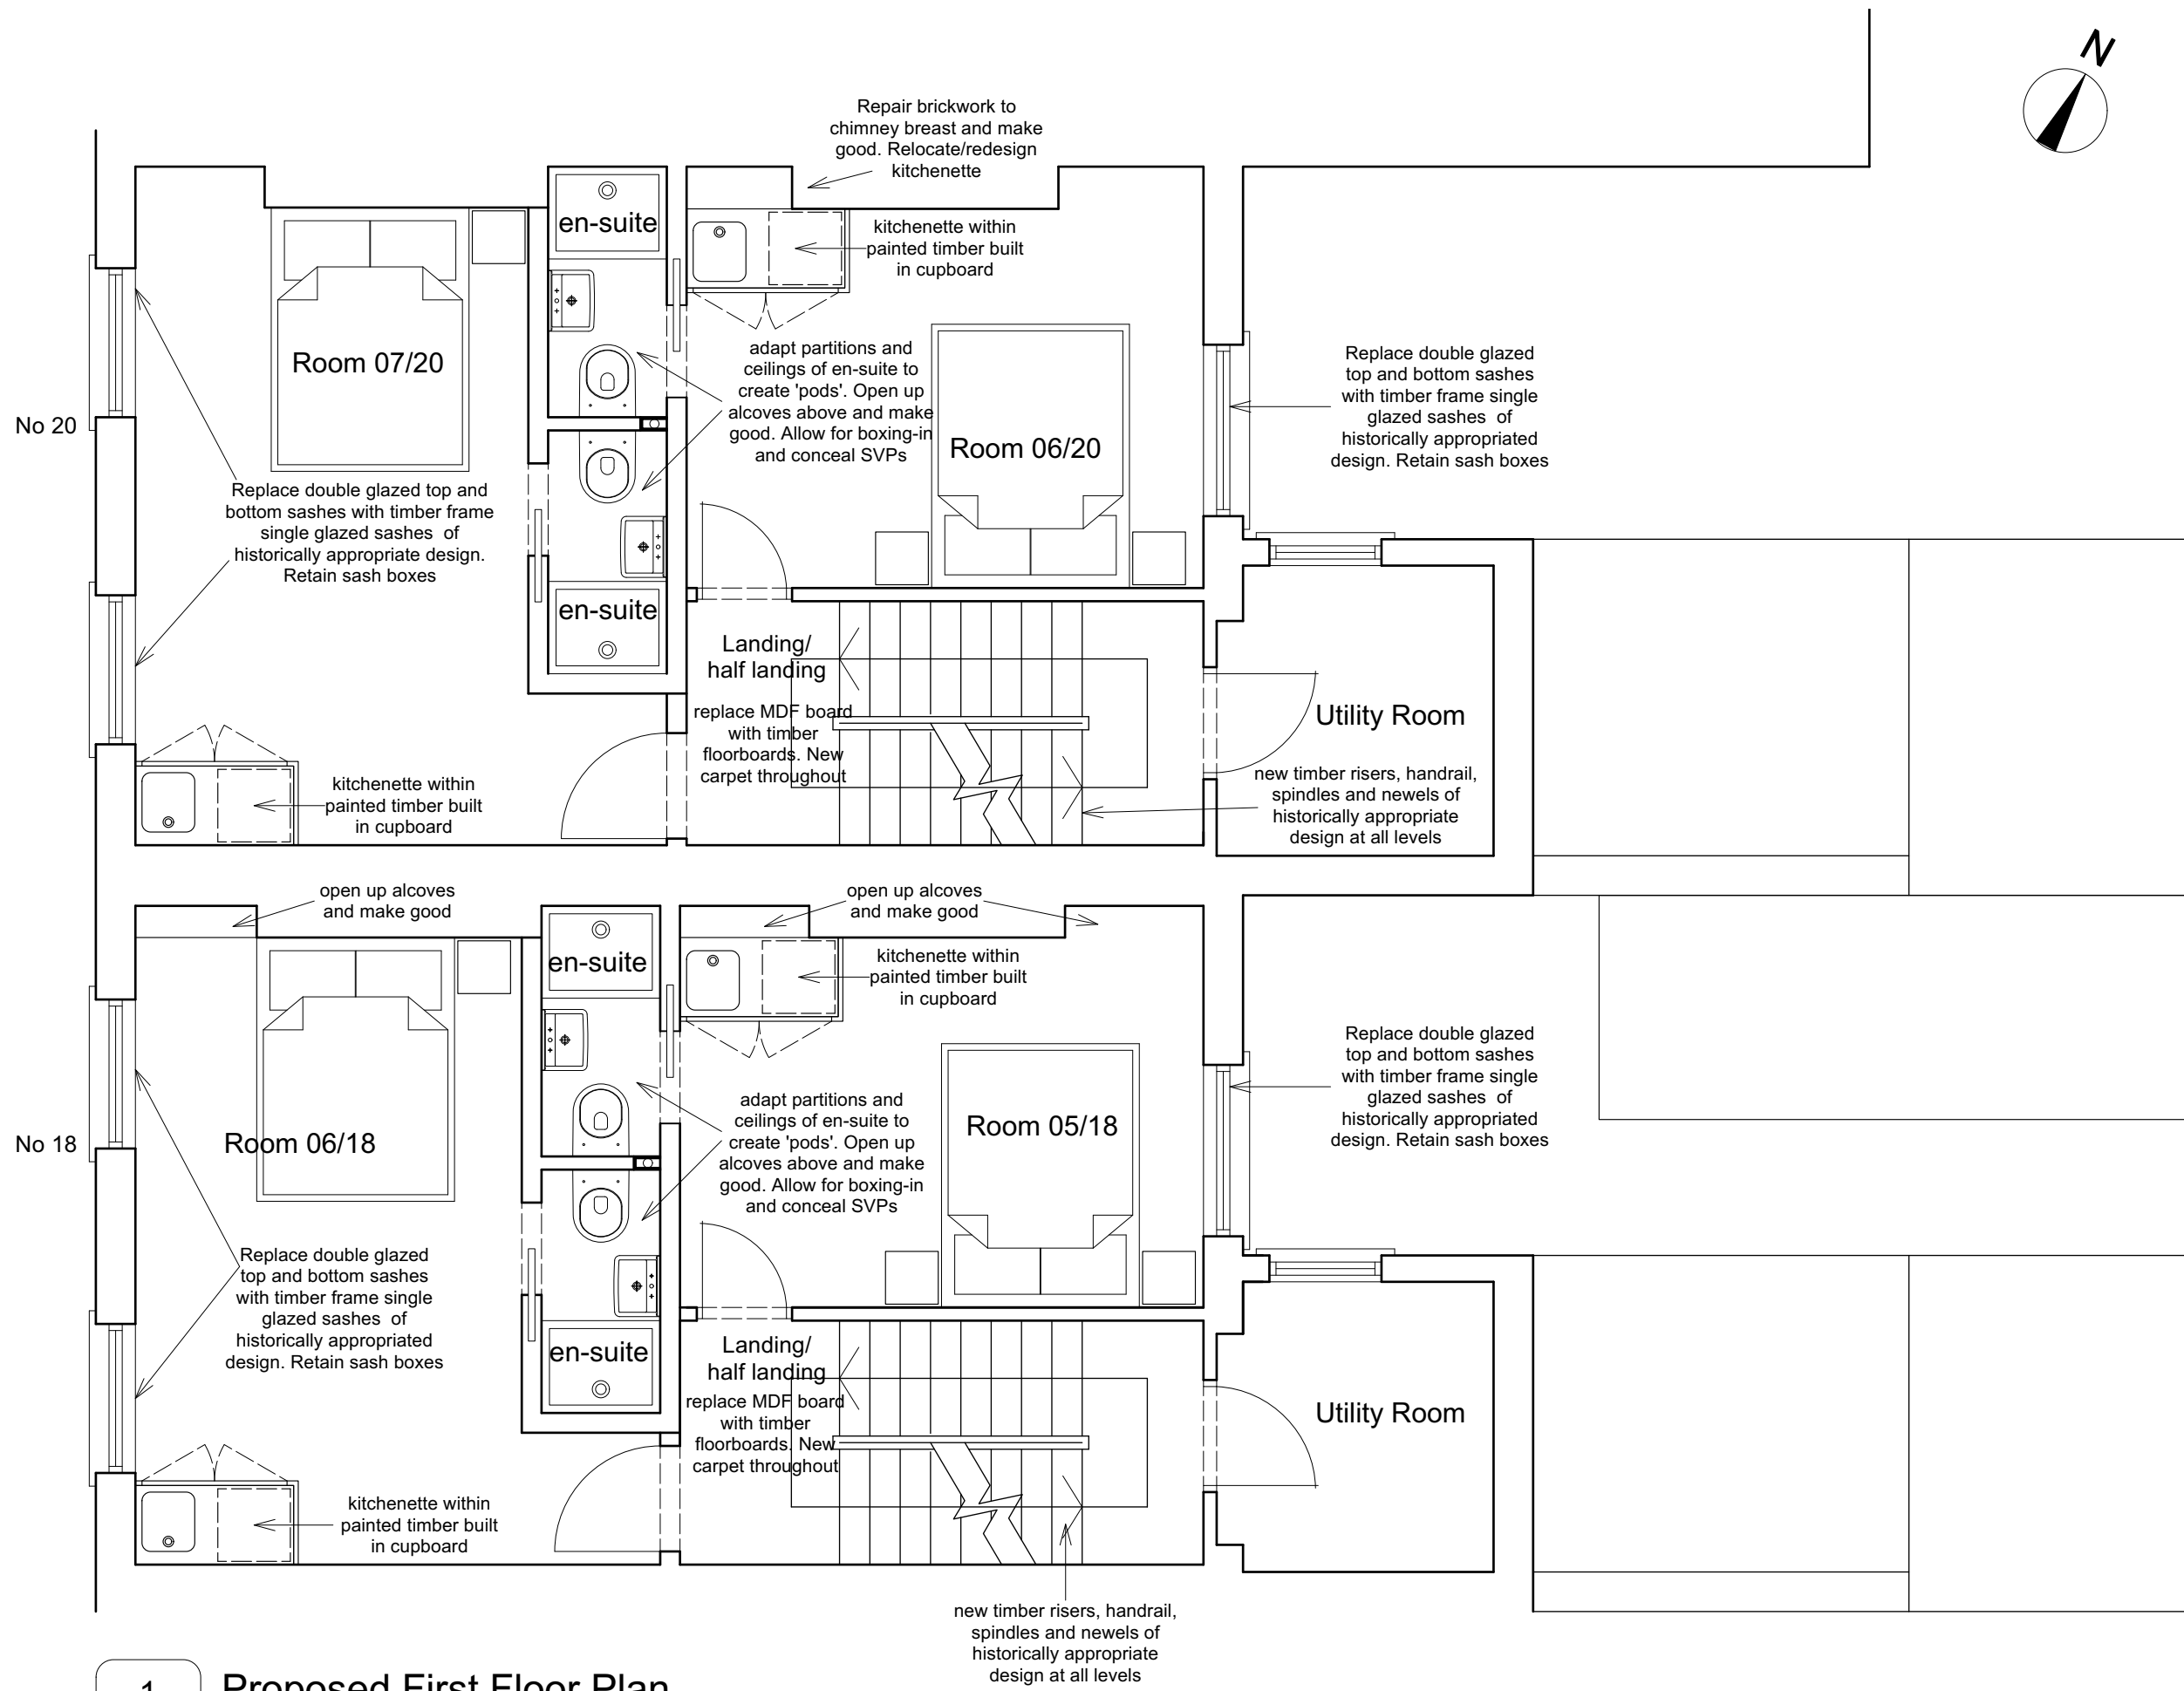 N
Repair brickwork to
chimney breast and make
good. Relocate/redesign
kitchenette
en-suite
kitchenette within
painted timber built
in cupboard
Room 07/20
adapt partitions and
ceilings of en-suite to
create 'pods'. Open up
alcoves above and make
good. Allow for boxing-in
and conceal SVPs
Room 06/20
Replace double glazed
top and bottom sashes
with timber frame single
glazed sashes of
historically appropriated
design. Retain sash boxes
No 20
Replace double glazed top and
bottom sashes with timber frame
single glazed sashes of
historically appropriate design.
Retain sash boxes
en-suite
Landing/
half landing
replace MDF board
with timber
floorboards. New
carpet throughout
Utility Room
new timber risers, handrail,
spindles and newels of
historically appropriate
design at all levels
kitchenette within
painted timber built
in cupboard
open up alcoves
and make good
open up alcoves
and make good
en-suite
kitchenette within
painted timber built
in cupboard
Replace double glazed
top and bottom sashes
with timber frame single
glazed sashes of
historically appropriated
design. Retain sash boxes
No 18
Room 06/18
adapt partitions and
ceilings of en-suite to
create 'pods'. Open up
alcoves above and make
good. Allow for boxing-in
and conceal SVPs
Room 05/18
Replace double glazed
top and bottom sashes
with timber frame single
glazed sashes of
historically appropriated
design. Retain sash boxes
en-suite
Landing/
half landing
replace MDF board
with timber
floorboards. New
carpet throughout
Utility Room
kitchenette within
painted timber built
in cupboard
new timber risers, handrail,
spindles and newels of
historically appropriate
design at all levels
1
Proposed First Floor Plan